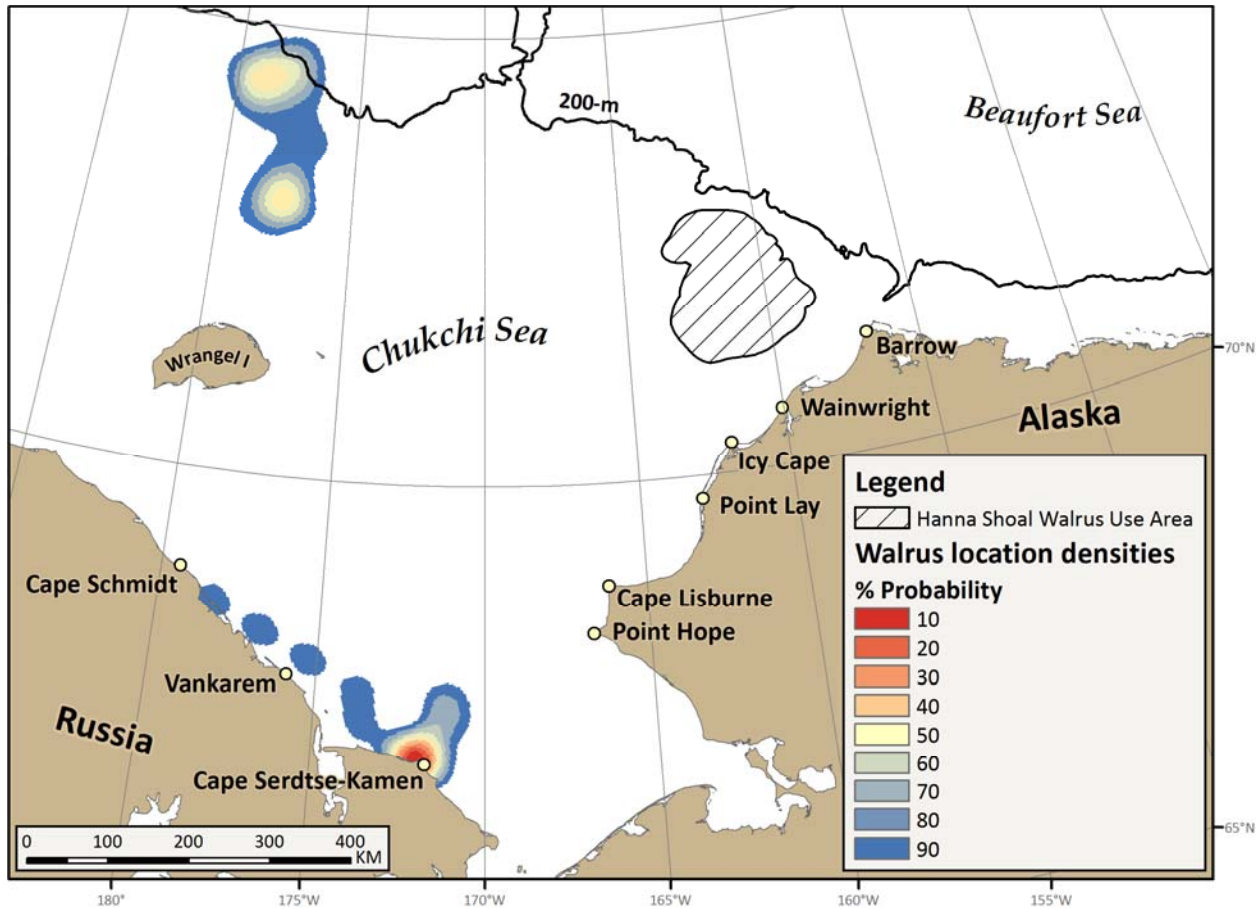 200-m
Beaufort Sea
Chukchi Sea
Wrangel I
Barrow
70°N
Wainwright
Alaska
Icy Cape
Point Lay
Cape Schmidt
Cape Lisburne
Point Hope
Vankarem
Russia
Cape Serdtse-Kamen
Legend
Hanna Shoal Walrus Use Area
Walrus location densities
% Probability
10
20
30
40
50
60
70
80
90
0 100 200 300 400
KM
65°N
180° 175°W 170°W 165°W 160°W 155°W